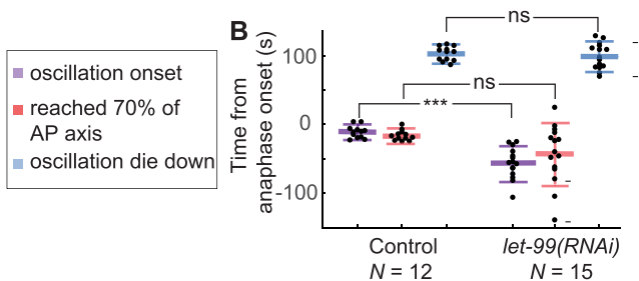 B
oscillation onset
reached 70% of
AP axis
oscillation die down
Time from
anaphase onset (s)
100
0
-100
ns
ns
***
Control
N = 12
let-99(RNAi)
N = 15